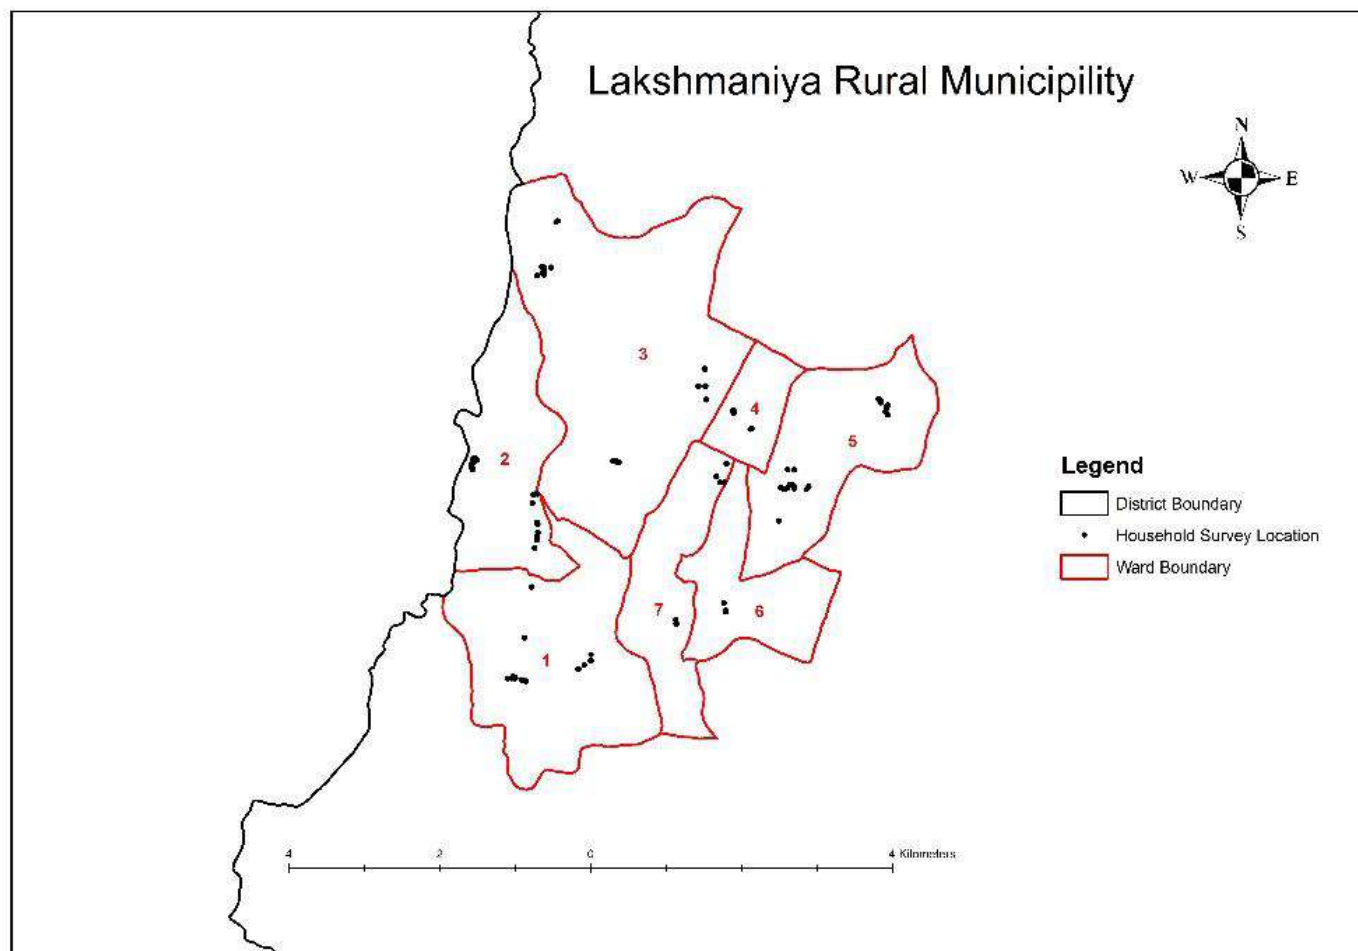 Lakshmaniya Rural Municipility
N
W E
S
3
4
5
2
Legend
District Boundary
Household Survey Location
Ward Boundary
7
6
1
4 2 0 4 Kilometers